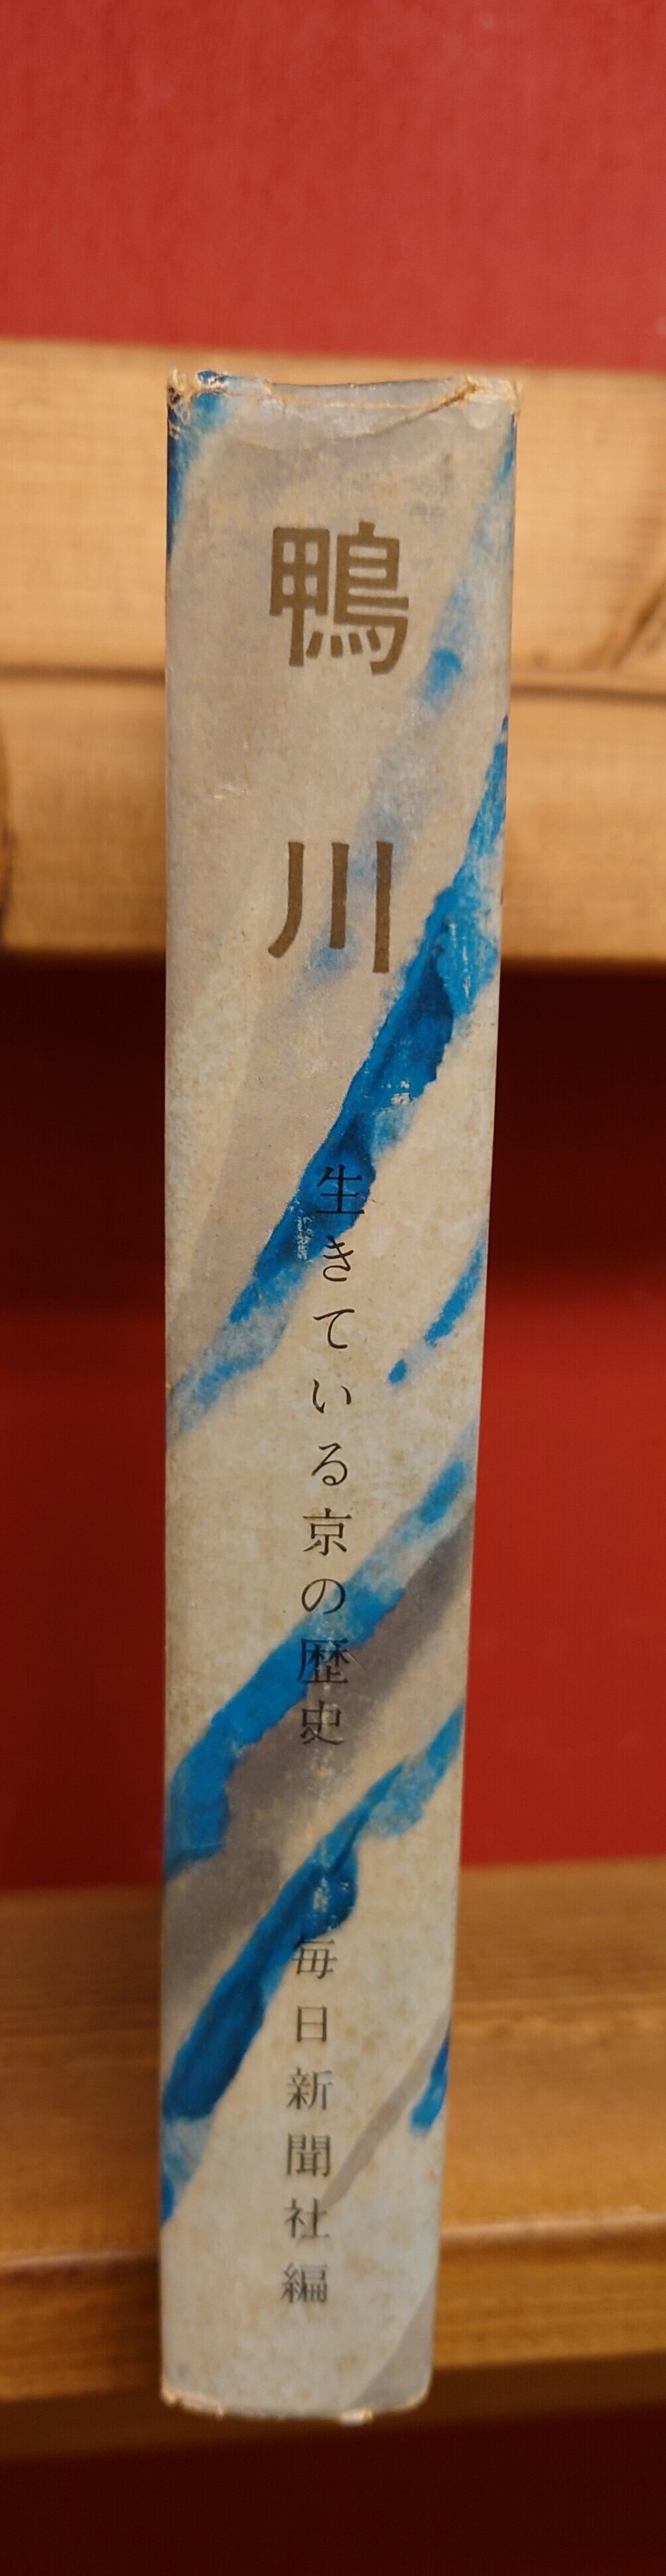 鴨川
生きている京の歴史
毎日新聞社編